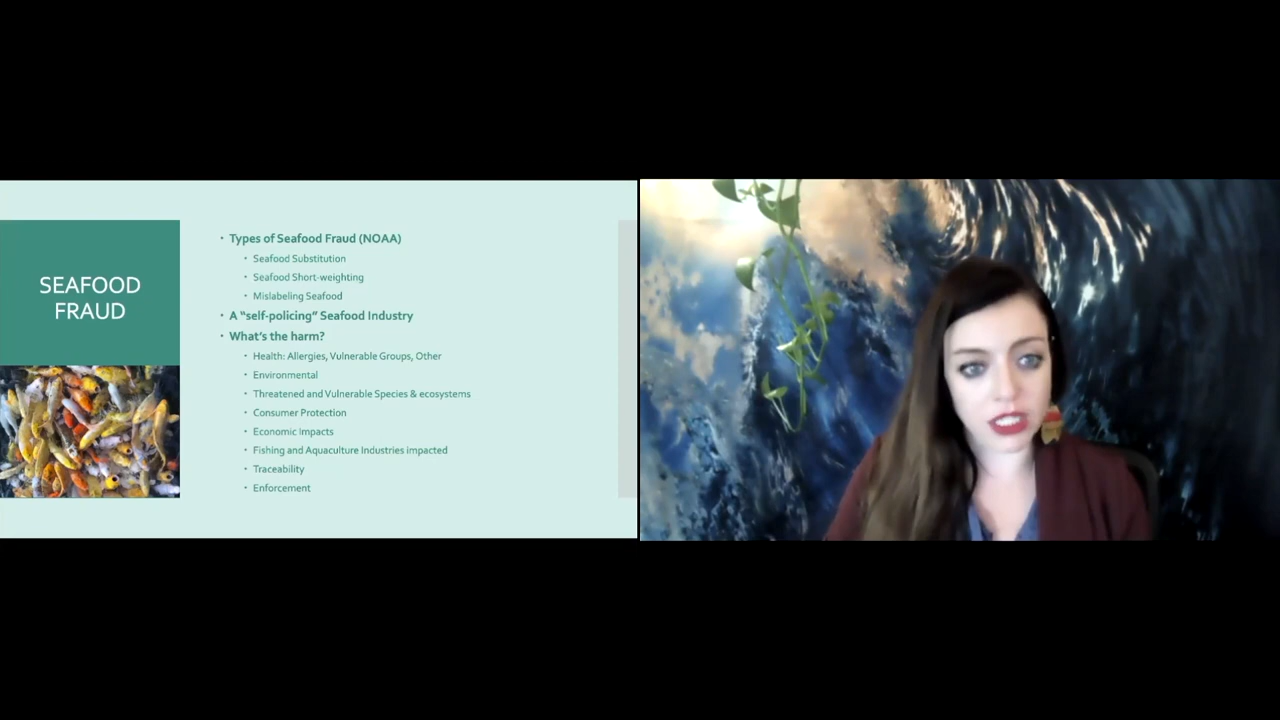 SEAFOOD
FRAUD
• Types of Seafood Fraud (NOAA)
• Seafood Substitution
• Seafood Short-weighting
• Mislabeling Seafood
• A “self-policing” Seafood Industry
• What's the harm?
• Health: Allergies, Vulnerable Groups, Other
• Environmental
• Threatened and Vulnerable Species & ecosystems
• Consumer Protection
• Economic Impacts
• Fishing and Aquaculture Industries impacted
• Traceability
• Enforcement